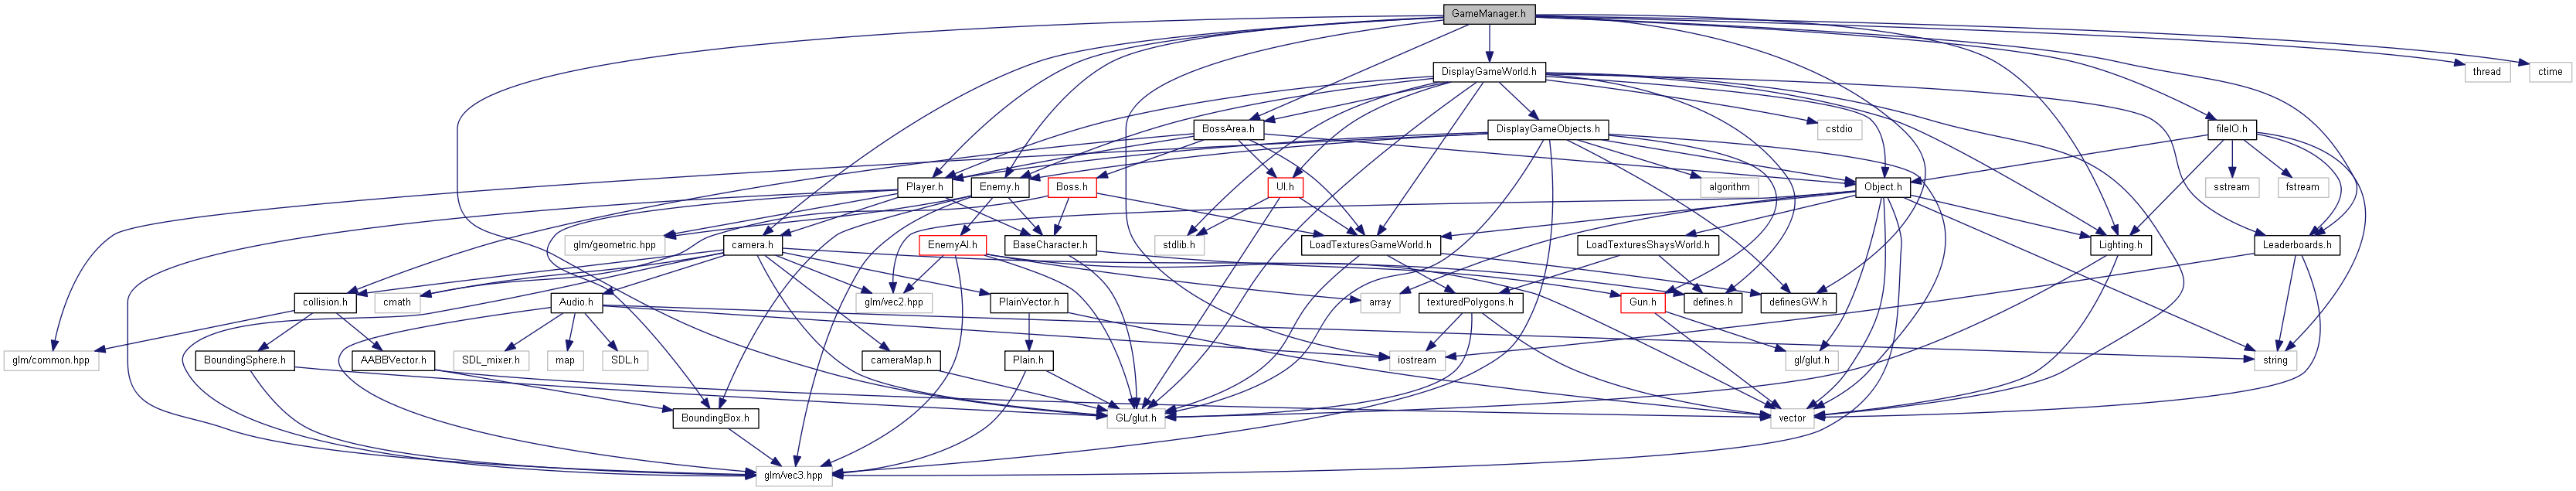 GameManager.h
DisplayGameWorld.h
thread
ctime
BossArea.h
DisplayGameObjects.h
cstdio
fileIO.h
Player.h
Enemy.h
Boss.h
UI.h
algorithm
Object.h
sstream
fstream
glm/geometric.hpp
camera.h
EnemyAI.h
BaseCharacter.h
stdlib.h
LoadTexturesGameWorld.h
LoadTexturesShaysWorld.h
Lighting.h
Leaderboards.h
collision.h
cmath
Audio.h
glm/vec2.hpp
PlainVector.h
array
texturedPolygons.h
Gun.h
defines.h
definesGW.h
glm/common.hpp
BoundingSphere.h
AABBVector.h
SDL_mixer.h
map
SDL.h
cameraMap.h
Plain.h
iostream
gl/glut.h
string
BoundingBox.h
GL/glut.h
vector
glm/vec3.hpp